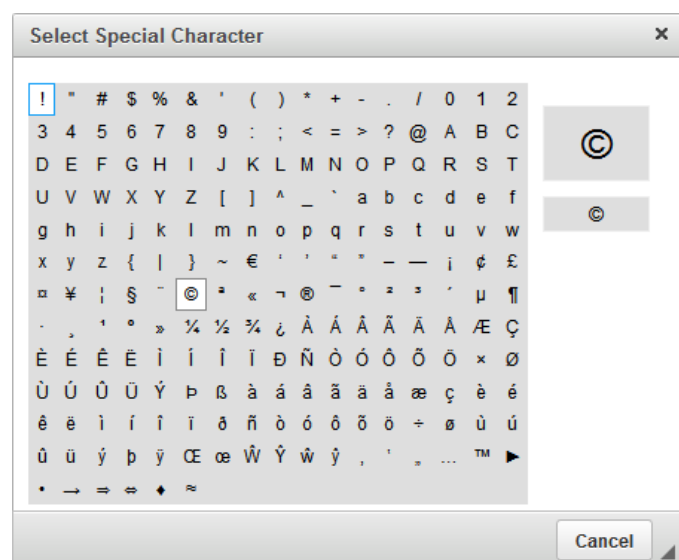 Select Special Character ×
! " # $ % & ' ( ) * + - . / 0 1 2
3 4 5 6 7 8 9 : ; < = > ? @ A B C
D E F G H I J K L M N O P Q R S T
U V W X Y Z [ ] ^ _ ` a b c d e f
g h i j k l m n o p q r s t u v w
x y z { | } ~ € ‘ ’ “ ” – — ¡ ¢ £
¤ ¥ ¦ § ¨ © ª « ¬ ® ¯ ° ² ³ ´ µ ¶
· ¸ ¹ º » ¼ ½ ¾ ¿ À Á Â Ã Ä Å Æ Ç
È É Ê Ë Ì Í Î Ï Ð Ñ Ò Ó Ô Õ Ö × Ø
Ù Ú Û Ü Ý Þ ß à á â ã ä å æ ç è é
ê ë ì í î ï ð ñ ò ó ô õ ö ÷ ø ù ú
û ü ý þ ÿ Œ œ Ŵ Ŷ ŵ ŷ ‚ ‛ „ … ™ ►
• → ⇒ ⇔ ♦ ≈
©
©
Cancel